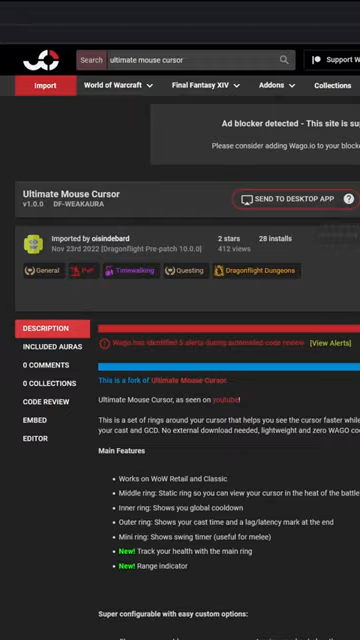 Search ultimate mouse cursor Support W
Import World of Warcraft Final Fantasy XIV Addons Collections
Ad blocker detected - This site is sup
Please consider adding Wago.io to your blocke
Ultimate Mouse Cursor
v1.0.0 DF-WEAKAURA
SEND TO DESKTOP APP ?
Imported by oisindebard 2 stars 28 installs
Nov 23rd 2022 [Dragonflight Pre-patch 10.0.0] 412 views
General PvP Timewalking Questing Dragonflight Dungeons
DESCRIPTION
INCLUDED AURAS
0 COMMENTS
0 COLLECTIONS
CODE REVIEW
EMBED
EDITOR
Wago has identified 5 alerts during automated code review [View Alerts]
This is a fork of Ultimate Mouse Cursor
Ultimate Mouse Cursor, as seen on youtube!
This is a set of rings around your cursor that helps you see the cursor faster while
your cast and GCD. No external download needed, lightweight and zero WAGO co
Main Features
• Works on WoW Retail and Classic
• Middle ring: Static ring so you can view your cursor in the heat of the battle
• Inner ring: Shows you global cooldown
• Outer ring: Shows your cast time and a lag/latency mark at the end
• Mini ring: Shows swing timer (useful for melee)
• New! Track your health with the main ring
• New! Range indicator
Super configurable with easy custom options: